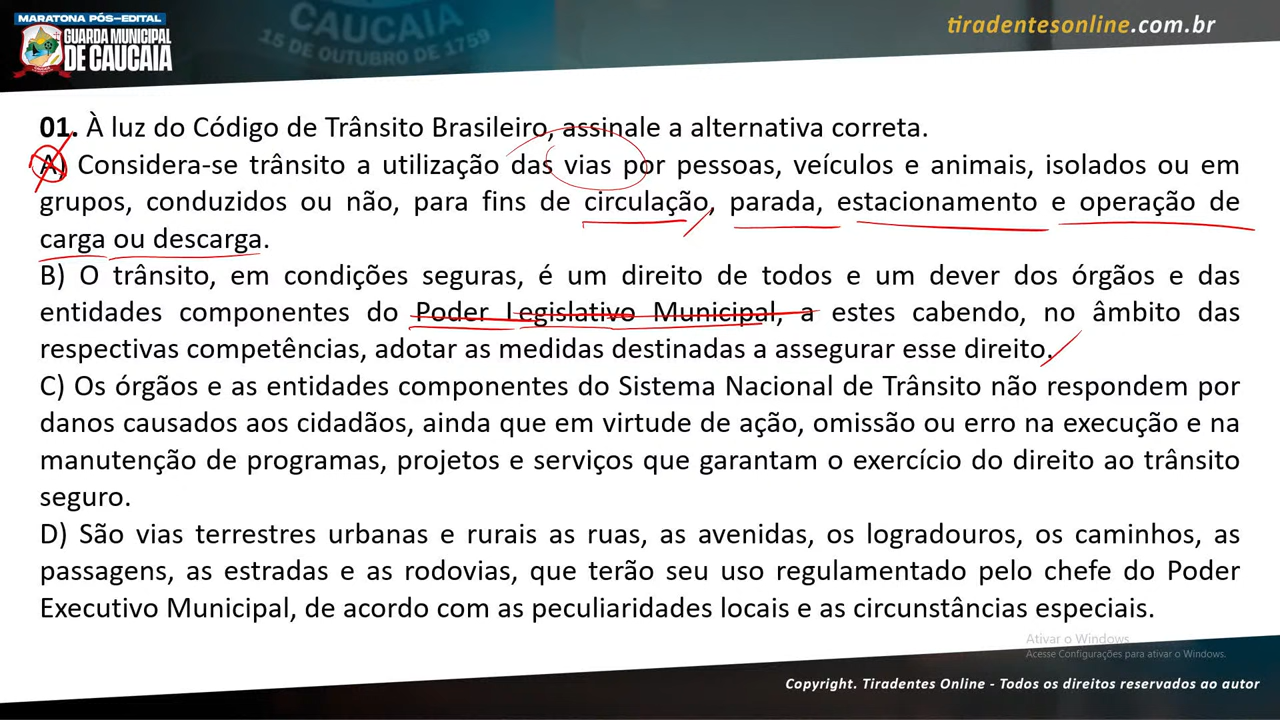 MARATONA PÓS-EDITAL
GUARDA MUNICIPAL
DE CAUCAIA
CAUCAIA
15 DE OUTUBRO DE 1759
tiradentesonline.com.br
01. À luz do Código de Trânsito Brasileiro, assinale a alternativa correta.
A) Considera-se trânsito a utilização das vias por pessoas, veículos e animais, isolados ou em
grupos, conduzidos ou não, para fins de circulação, parada, estacionamento e operação de
carga ou descarga.
B) O trânsito, em condições seguras, é um direito de todos e um dever dos órgãos e das
entidades componentes do Poder Legislativo Municipal, a estes cabendo, no âmbito das
respectivas competências, adotar as medidas destinadas a assegurar esse direito.
C) Os órgãos e as entidades componentes do Sistema Nacional de Trânsito não respondem por
danos causados aos cidadãos, ainda que em virtude de ação, omissão ou erro na execução e na
manutenção de programas, projetos e serviços que garantam o exercício do direito ao trânsito
seguro.
D) São vias terrestres urbanas e rurais as ruas, as avenidas, os logradouros, os caminhos, as
passagens, as estradas e as rodovias, que terão seu uso regulamentado pelo chefe do Poder
Executivo Municipal, de acordo com as peculiaridades locais e as circunstâncias especiais.
Ativar o Windows
Acesse Configurações para ativar o Windows.
Copyright. Tiradentes Online - Todos os direitos reservados ao autor